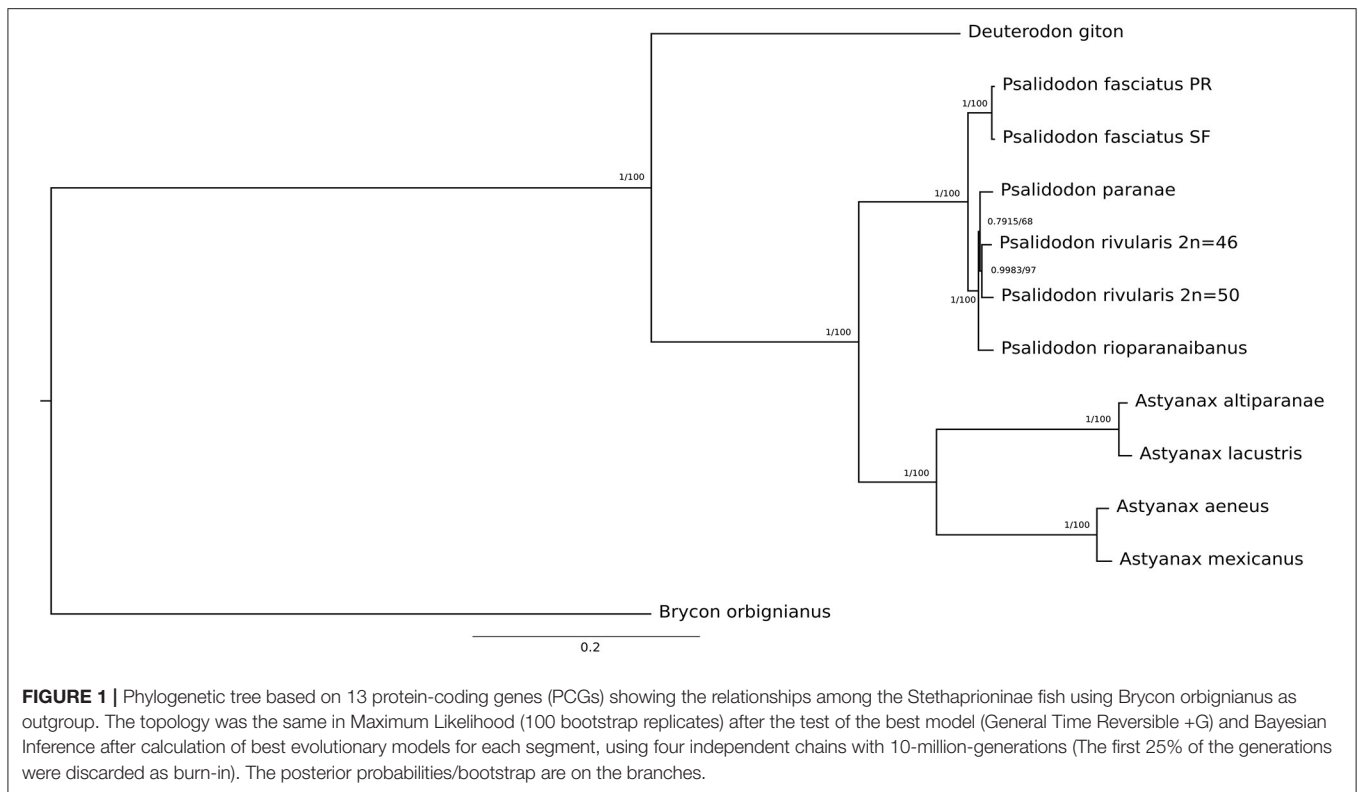 Deuterodon giton
Psalidodon fasciatus PR
1/100
Psalidodon fasciatus SF
1/100
Psalidodon paranae
1/100
0.7915/68
Psalidodon rivularis 2n=46
0.9983/97
Psalidodon rivularis 2n=50
1/100
1/100
Psalidodon rioparanaibanus
Astyanax altiparanae
1/100
Astyanax lacustris
1/100
Astyanax aeneus
1/100
Astyanax mexicanus
Brycon orbignianus
0.2
FIGURE 1 | Phylogenetic tree based on 13 protein-coding genes (PCGs) showing the relationships among the Stethaprioninae fish using Brycon orbignianus as
outgroup. The topology was the same in Maximum Likelihood (100 bootstrap replicates) after the test of the best model (General Time Reversible +G) and Bayesian
Inference after calculation of best evolutionary models for each segment, using four independent chains with 10-million-generations (The first 25% of the generations
were discarded as burn-in). The posterior probabilities/bootstrap are on the branches.